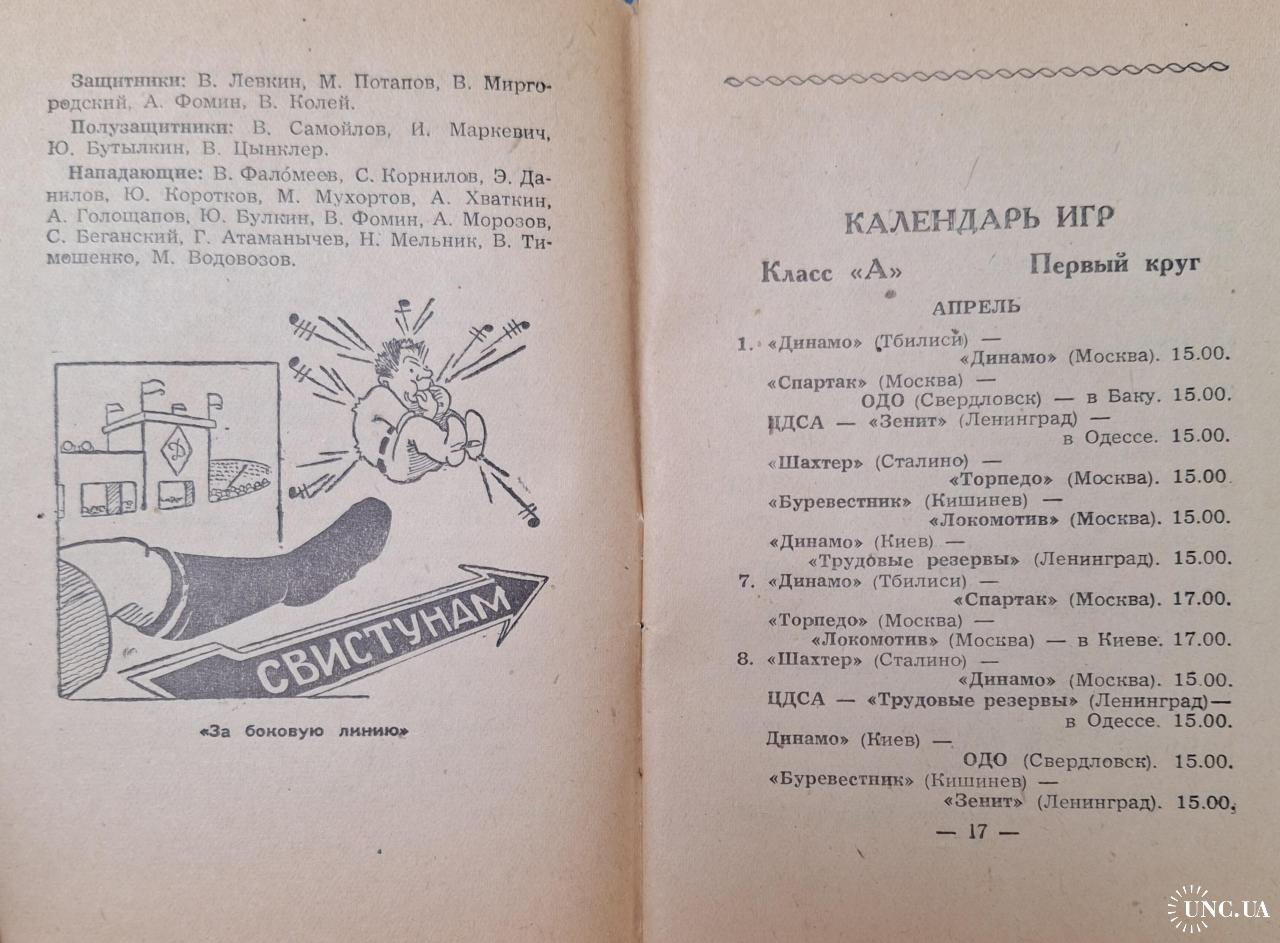 Защитники: В. Левкин, М. Потапов, В. Мирго-
родский, А. Фомин, В. Колей.
Полузащитники: В. Самойлов, И. Маркевич,
Ю. Бутылкин, В. Цынклер.
Нападающие: В. Фаломеев, С. Корнилов, Э. Да-
нилов, Ю. Коротков, М. Мухортов, А. Хваткин,
А. Голощапов, Ю. Булкин, В. Фомин, А. Морозов,
С. Беганский, Г. Атаманычев, Н. Мельник, В. Ти-
мошенко, М. Водовозов.
Д
СВИСТУНАМ
«За боковую линию»
КАЛЕНДАРЬ ИГР
Класс «А» Первый круг
АПРЕЛЬ
1. «Динамо» (Тбилиси) —
«Динамо» (Москва). 15.00.
«Спартак» (Москва) —
ОДО (Свердловск) — в Баку. 15.00.
ЦДСА — «Зенит» (Ленинград) —
в Одессе. 15.00.
«Шахтер» (Сталино) —
«Торпедо» (Москва). 15.00
«Буревестник» (Кишинев) —
«Локомотив» (Москва). 15.00.
«Динамо» (Киев) —
«Трудовые резервы» (Ленинград). 15.00.
7. «Динамо» (Тбилиси) —
«Спартак» (Москва). 17.00.
«Торпедо» (Москва) —
«Локомотив» (Москва) — в Киеве. 17.00.
8. «Шахтер» (Сталино) —
«Динамо» (Москва). 15.00.
ЦДСА — «Трудовые резервы» (Ленинград)—
в Одессе. 15.00.
Динамо» (Киев) —
ОДО (Свердловск). 15.00.
«Буревестник» (Кишинев) —
«Зенит» (Ленинград). 15.00,
— 17 —
UNC.UA